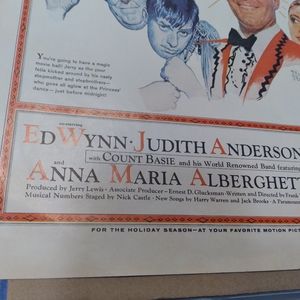 You're going to have a magic
movie ball! Jerry as the poor
fella kicked around by his nasty
stepmother and stepbrothers—
who goes all aglow at the Princess'
dance—just before midnight!
co-starring
ED WYNN · JUDITH ANDERSON
with COUNT BASIE and his World Renowned Band featuring
and
ANNA MARIA ALBERGHET
Produced by Jerry Lewis · Associate Producer—Ernest D. Glucksman · Written and Directed by Frank T
Musical Numbers Staged by Nick Castle · New Songs by Harry Warren and Jack Brooks · A Paramount
FOR THE HOLIDAY SEASON—AT YOUR FAVORITE MOTION PIC